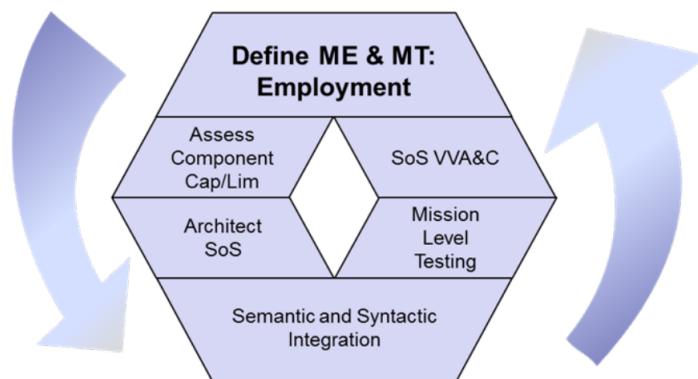 Define ME & MT:
Employment
Assess
Component
Cap/Lim
SoS VVA&C
Architect
SoS
Mission
Level
Testing
Semantic and Syntactic
Integration